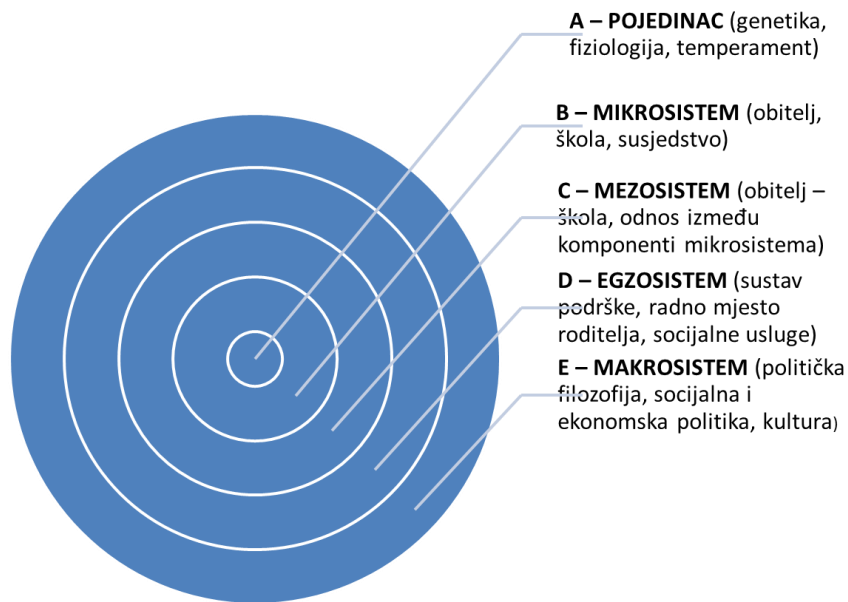 A – POJEDINAC (genetika,
fiziologija, temperament)
B – MIKROSISTEM (obitelj,
škola, susjedstvo)
C – MEZOSISTEM (obitelj –
škola, odnos između
komponenti mikrosistema)
D – EGZOSISTEM (sustav
podrške, radno mjesto
roditelja, socijalne usluge)
E – MAKROSISTEM (politička
filozofija, socijalna i
ekonomska politika, kultura)